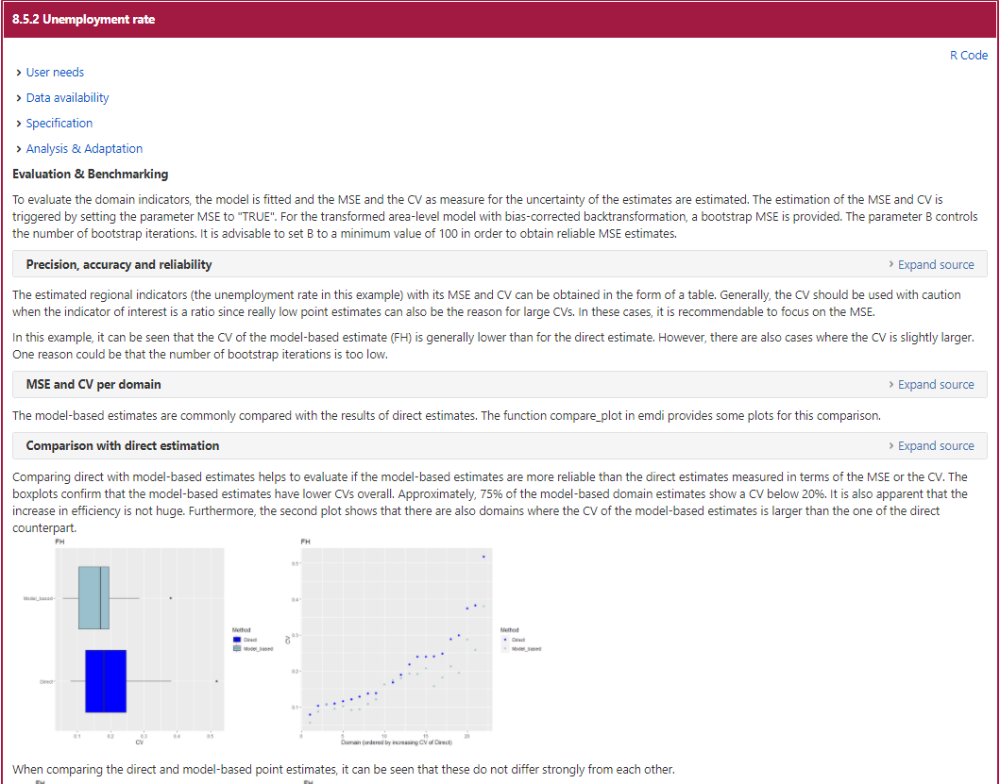 8.5.2 Unemployment rate
R Code
User needs
Data availability
Specification
Analysis & Adaptation
Evaluation & Benchmarking
To evaluate the domain indicators, the model is fitted and the MSE and the CV as measure for the uncertainty of the estimates are estimated. The estimation of the MSE and CV is
triggered by setting the parameter MSE to "TRUE". For the transformed area-level model with bias-corrected backtransformation, a bootstrap MSE is provided. The parameter B controls
the number of bootstrap iterations. It is advisable to set B to a minimum value of 100 in order to obtain reliable MSE estimates.
Precision, accuracy and reliability
Expand source
The estimated regional indicators (the unemployment rate in this example) with its MSE and CV can be obtained in the form of a table. Generally, the CV should be used with caution
when the indicator of interest is a ratio since really low point estimates can also be the reason for large CVs. In these cases, it is recommendable to focus on the MSE.
In this example, it can be seen that the CV of the model-based estimate (FH) is generally lower than for the direct estimate. However, there are also cases where the CV is slightly larger.
One reason could be that the number of bootstrap iterations is too low.
MSE and CV per domain
Expand source
The model-based estimates are commonly compared with the results of direct estimates. The function compare_plot in emdi provides some plots for this comparison.
Comparison with direct estimation
Expand source
Comparing direct with model-based estimates helps to evaluate if the model-based estimates are more reliable than the direct estimates measured in terms of the MSE or the CV. The
boxplots confirm that the model-based estimates have lower CVs overall. Approximately, 75% of the model-based domain estimates show a CV below 20%. It is also apparent that the
increase in efficiency is not huge. Furthermore, the second plot shows that there are also domains where the CV of the model-based estimates is larger than the one of the direct
counterpart.
FH
Model_based
Direct
0.1 0.2 0.3 0.4 0.5
CV
Method
Direct
Model_based
FH
0.5
0.4
0.3
0.2
0.1
CV
0 5 10 15 20
Domain (ordered by increasing CV of Direct)
Method
Direct
Model_based
When comparing the direct and model-based point estimates, it can be seen that these do not differ strongly from each other.
FH
FH